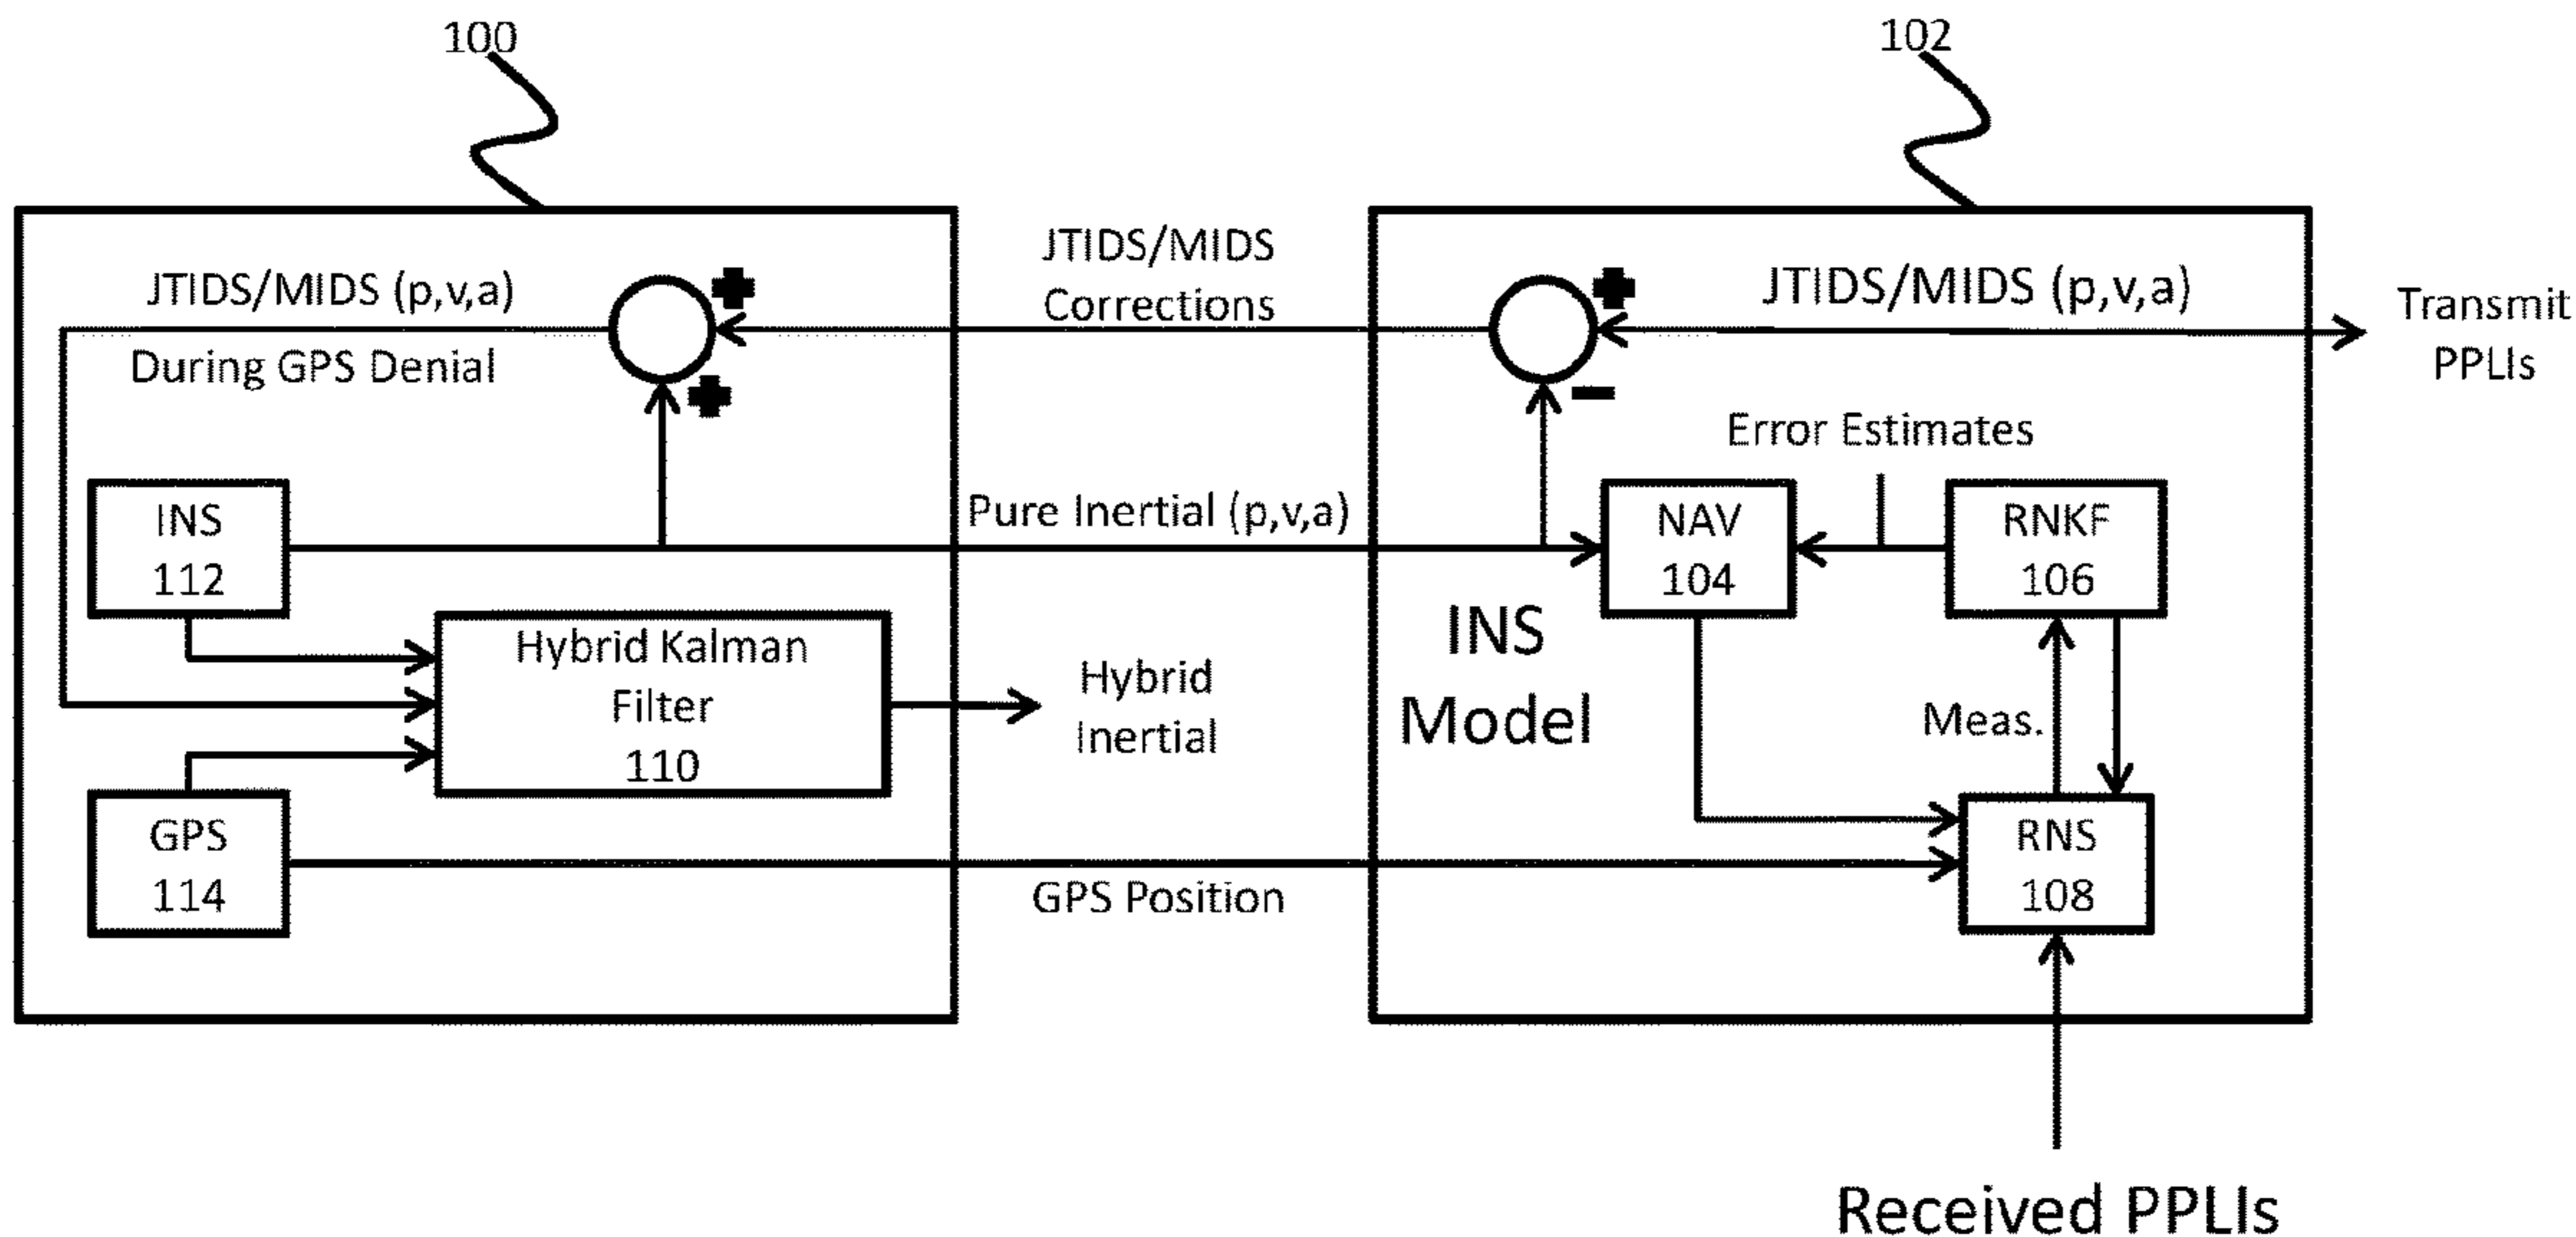 100
102
JTIDS/MIDS (p,v,a)
During GPS Denial
+
+
JTIDS/MIDS
Corrections
+
-
JTIDS/MIDS (p,v,a)
Transmit
PPLIs
Error Estimates
INS
112
Pure Inertial (p,v,a)
NAV
104
RNKF
106
INS
Model
Hybrid Kalman
Filter
110
Hybrid
Inertial
Meas.
GPS
114
GPS Position
RNS
108
Received PPLIs